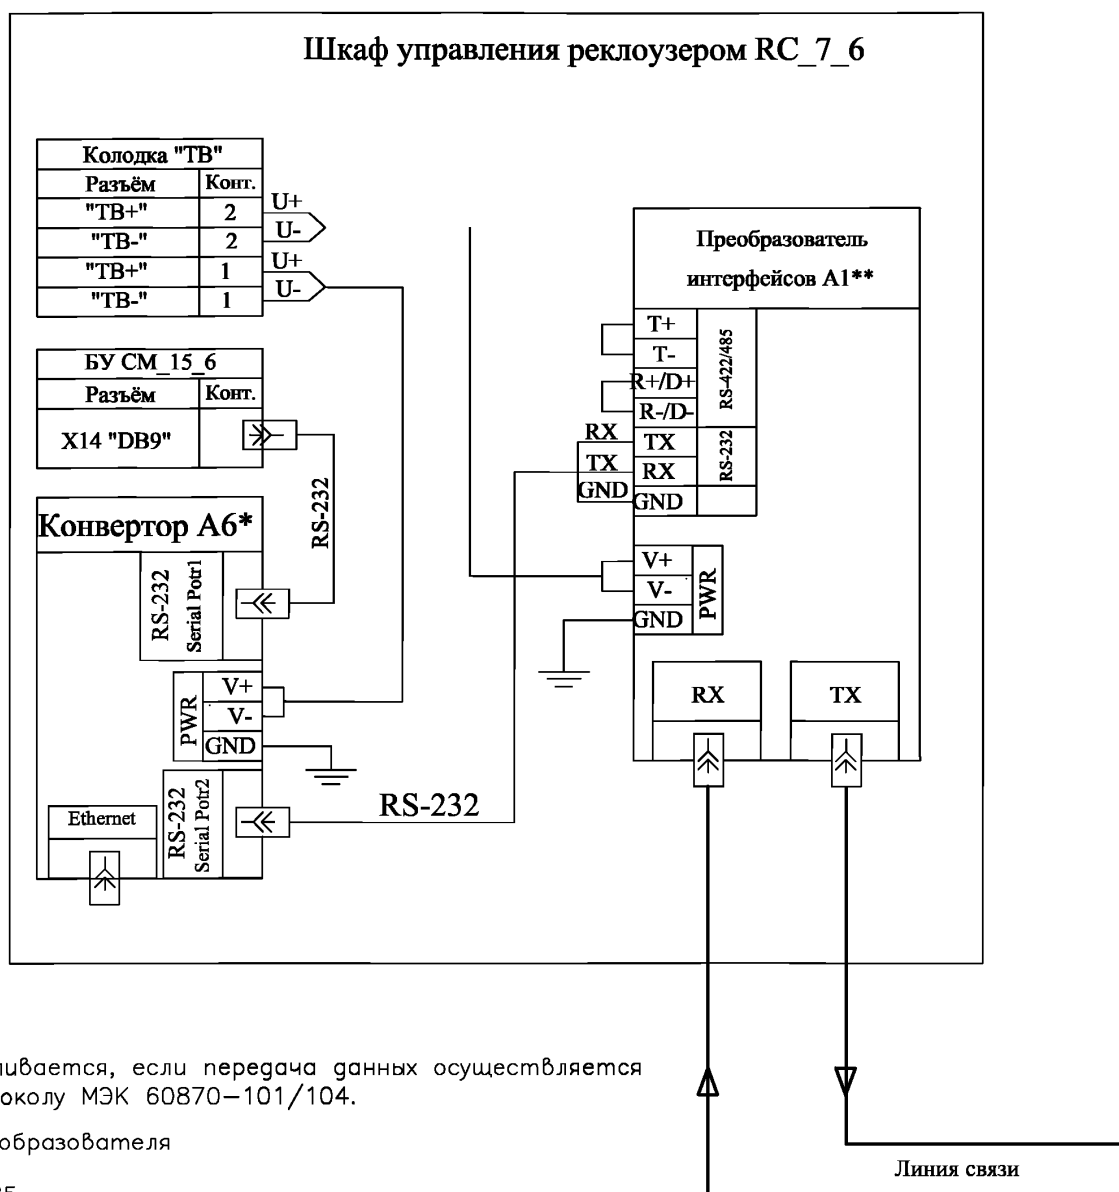 Шкаф управления реклоузером RC_7_6
Колодка "ТВ"
Разъём Конт.
"ТВ+" 2 U+
"ТВ-" 2 U-
"ТВ+" 1 U+
"ТВ-" 1 U-
БУ СМ_15_6
Разъём Конт.
X14 "DB9"
RS-232
Конвертор А6*
RS-232
Serial Potr1
PWR
V+
V-
GND
RS-232
Serial Potr2
Ethernet
RS-232
Преобразователь
интерфейсов А1**
T+
T-
R+/D+
R-/D-
RS-422/485
RX TX
TX RX
GND GND
RS-232
V+
V-
GND
PWR
RX TX
ливается, если передача данных осуществляется
околу МЭК 60870-101/104.
образователя
Линия связи